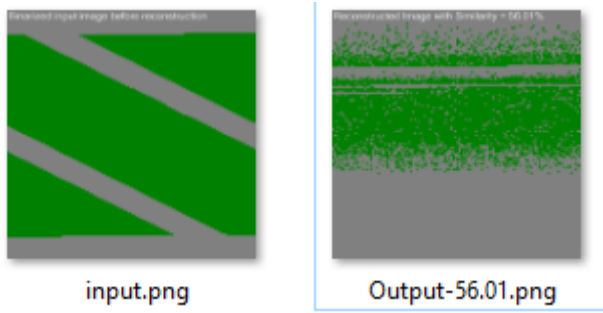 Binarized input image before reconstruction
Reconstructed Image with Similarity = 56.01%
input.png
Output-56.01.png